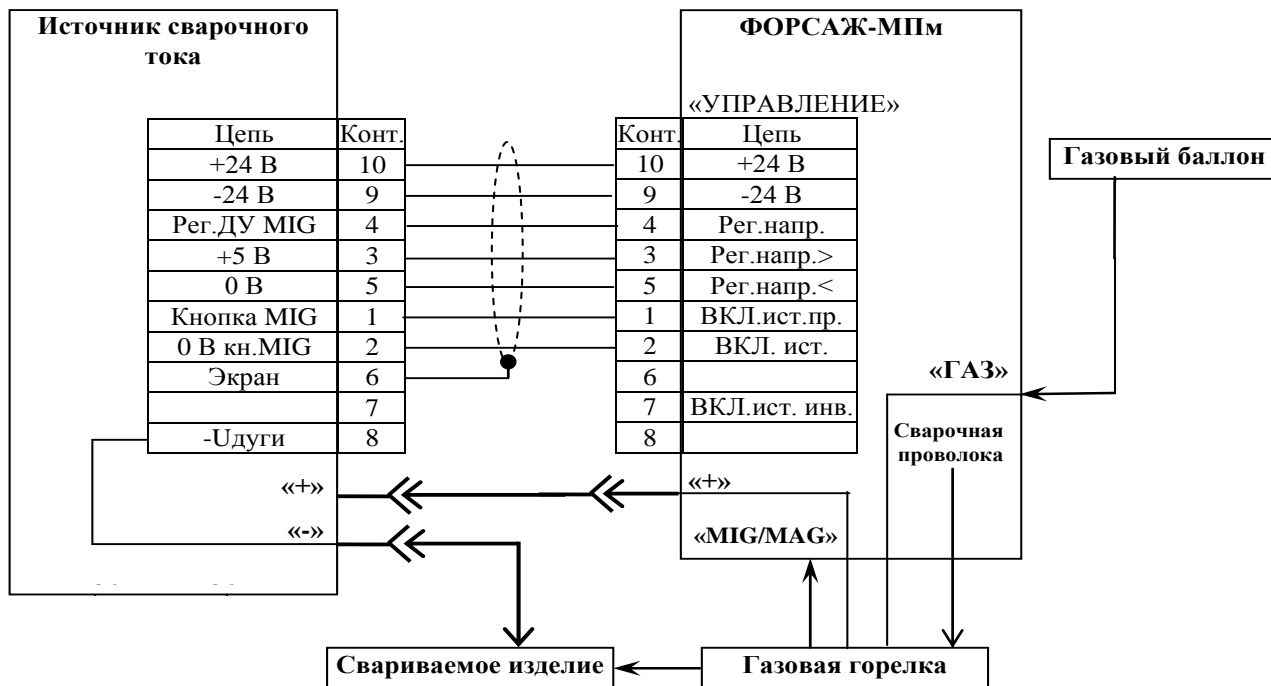 Источник сварочного
тока
ФОРСАЖ-МПм
«УПРАВЛЕНИЕ»
Цепь Конт.
+24 В 10
-24 В 9
Рег.ДУ MIG 4
+5 В 3
0 В 5
Кнопка MIG 1
0 В кн.MIG 2
Экран 6
7
-Uдуги 8
Конт. Цепь
10 +24 В
9 -24 В
4 Рег.напр.
3 Рег.напр.>
5 Рег.напр.<
1 ВКЛ.ист.пр.
2 ВКЛ. ист.
6
7 ВКЛ.ист. инв.
8
Газовый баллон
«ГАЗ»
Сварочная
проволока
«+»
«-»
«+»
«MIG/MAG»
Свариваемое изделие
Газовая горелка